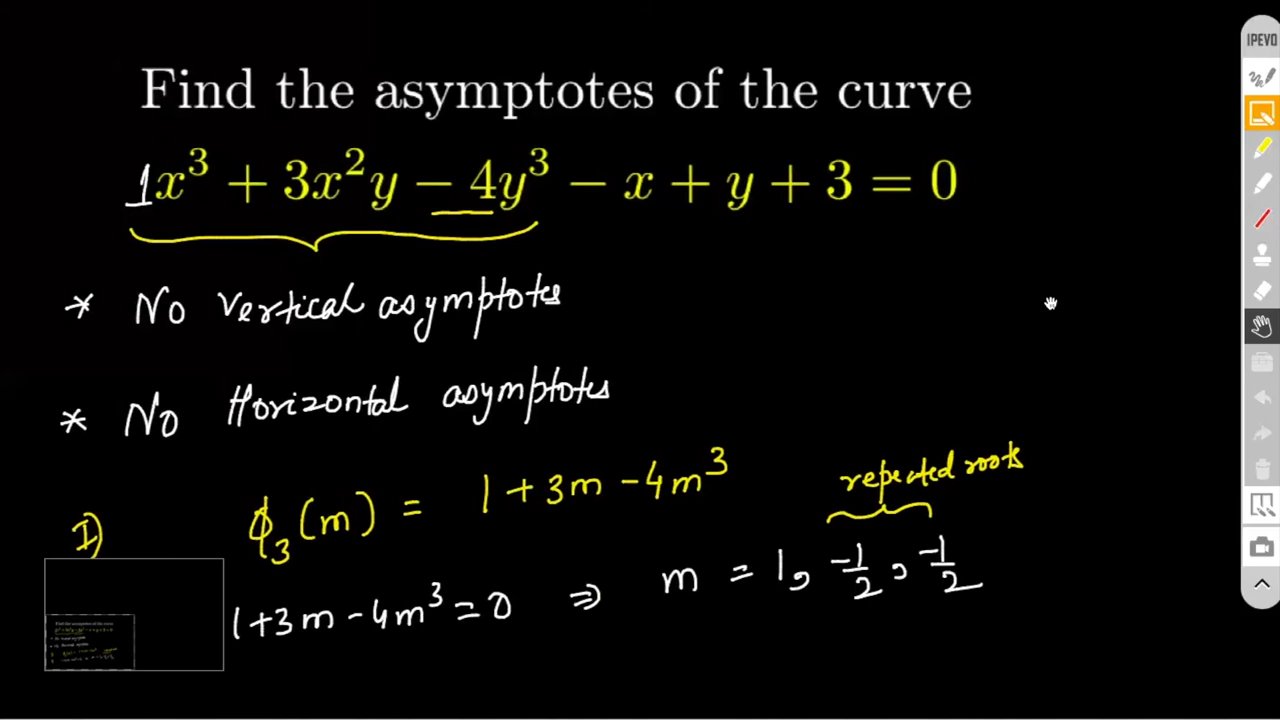 Find the asymptotes of the curve
1x³ + 3x²y − 4y³ − x + y + 3 = 0
* No vertical asymptotes
* No Horizontal asymptotes
I) ϕ₃(m) = 1 + 3m − 4m³
repeated roots
1 + 3m − 4m³ = 0 ⇒ m = 1, -1/2, -1/2
IPEVO